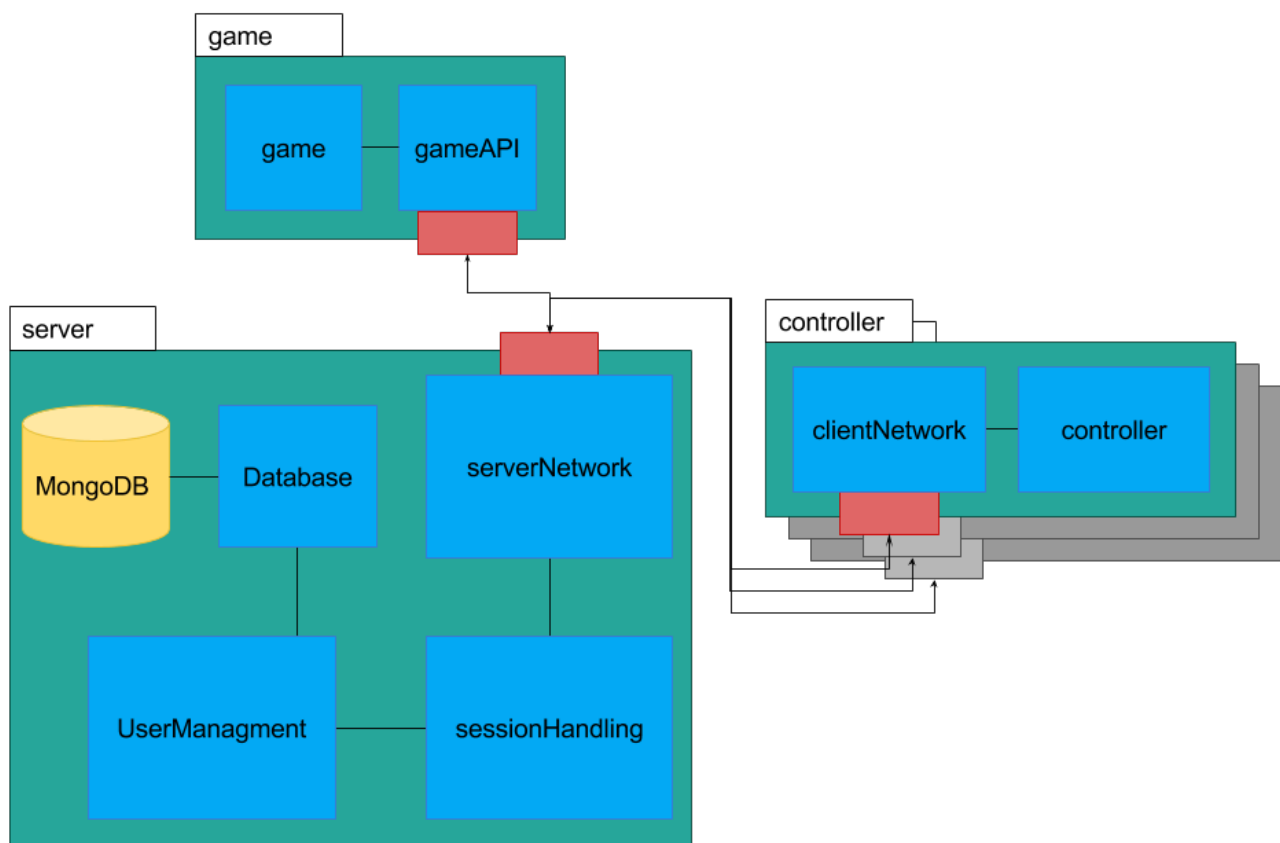 game
game
gameAPI
server
controller
clientNetwork
controller
serverNetwork
Database
MongoDB
UserManagment
sessionHandling